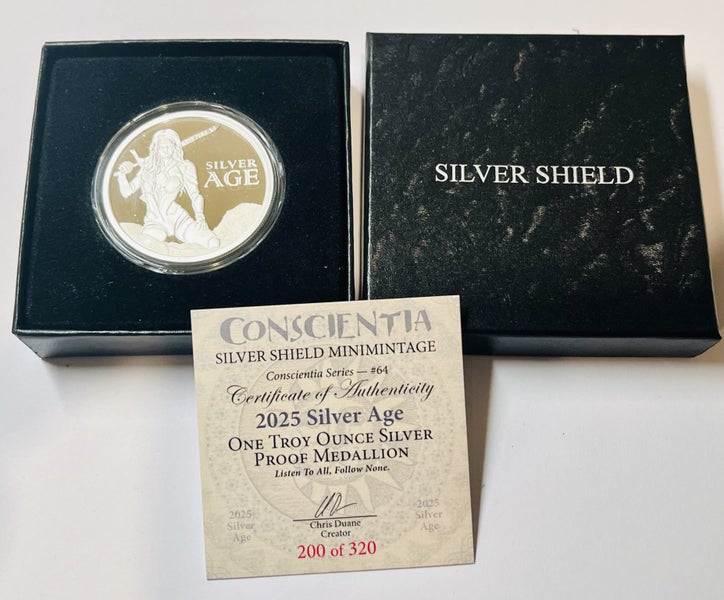 SILVER
AGE
SILVER SHIELD
CONSCIENTIA
SILVER SHIELD MINIMINTAGE
Conscientia Series — #64
Certificate of Authenticity
2025 Silver Age
ONE TROY OUNCE SILVER
PROOF MEDALLION
Listen To All, Follow None.
2025
Silver
Age
Chris Duane
Creator
200 of 320
2025
Silver
Age